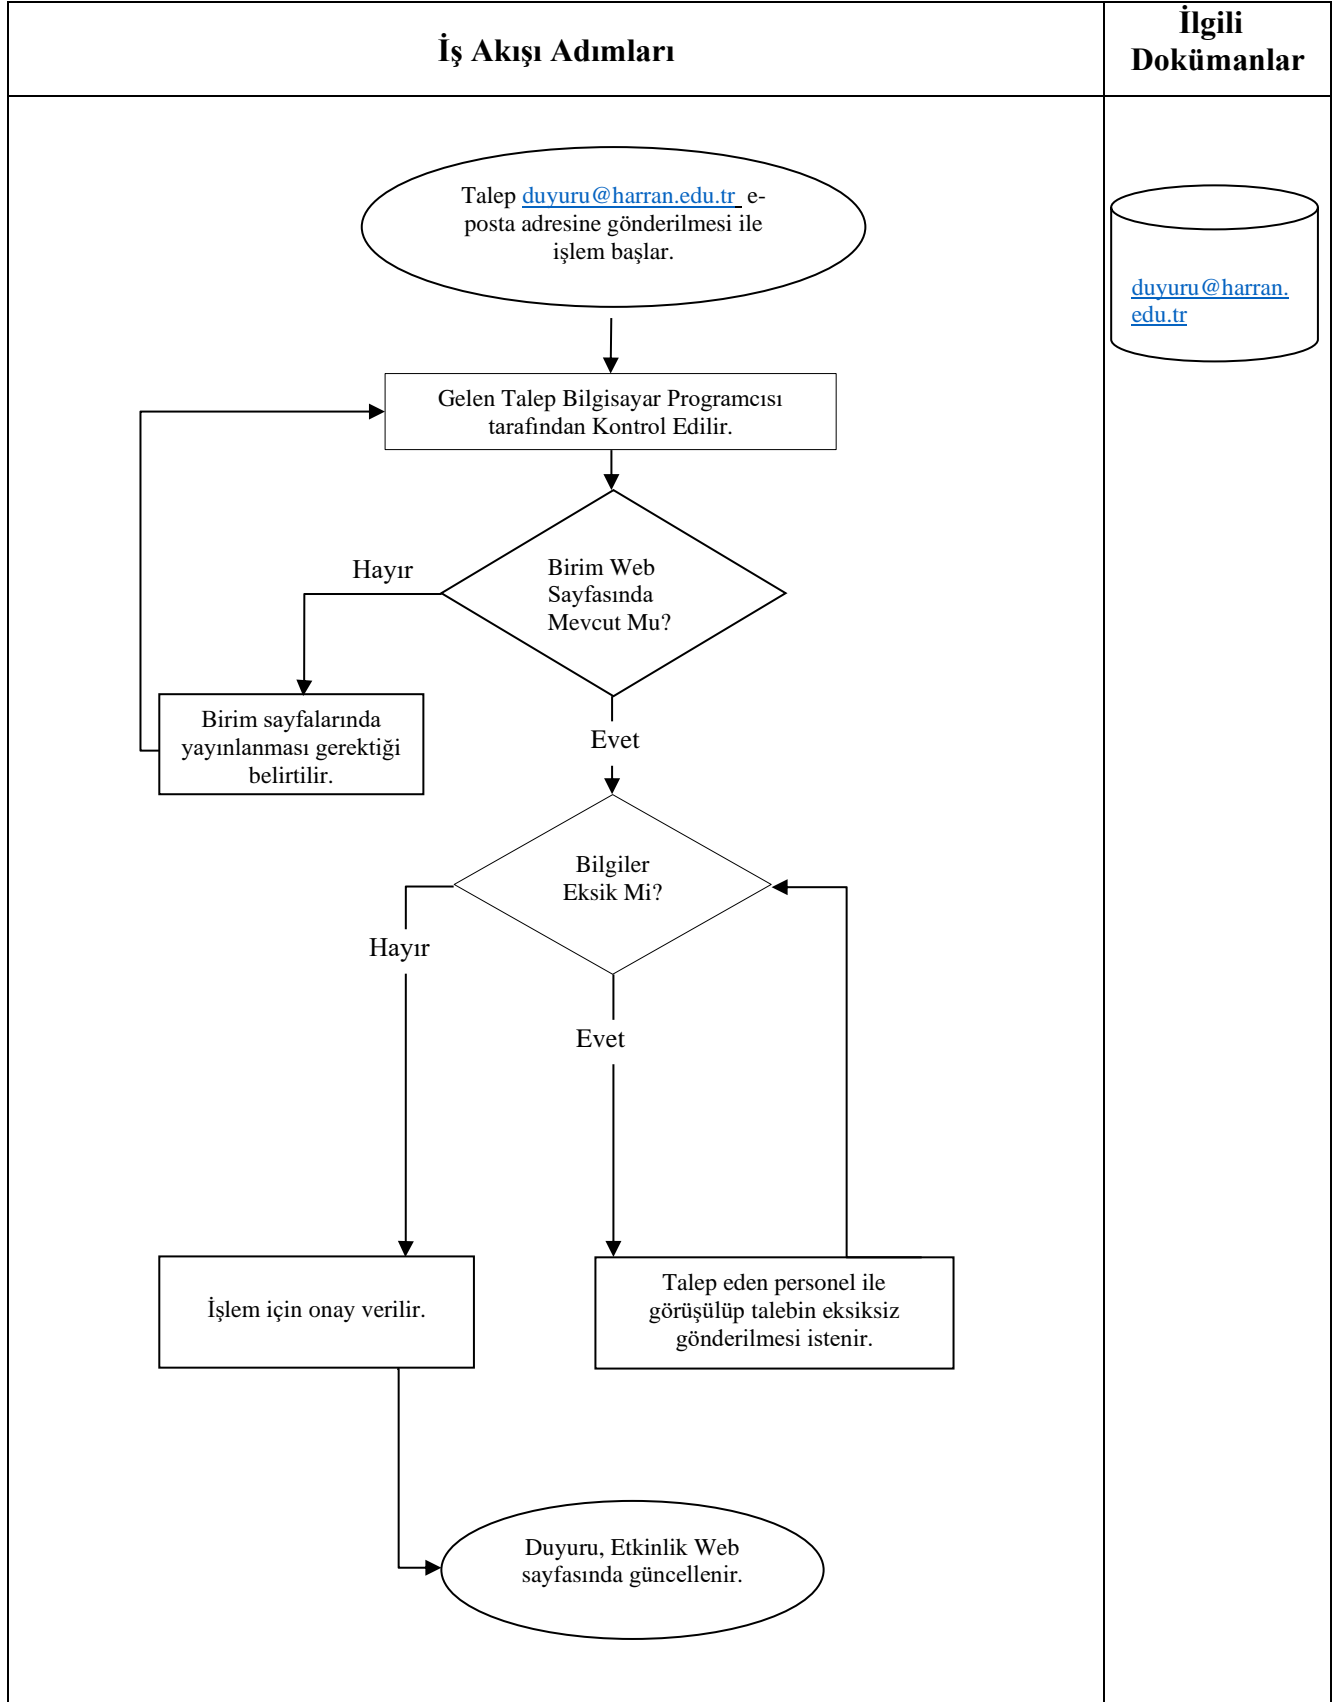 İş Akışı Adımları
İlgili
Dokümanlar
Talep duyuru@harran.edu.tr e-
posta adresine gönderilmesi ile
işlem başlar.
duyuru@harran.
edu.tr
Gelen Talep Bilgisayar Programcısı
tarafından Kontrol Edilir.
Hayır
Birim Web
Sayfasında
Mevcut Mu?
Birim sayfalarında
yayınlanması gerektiği
belirtilir.
Evet
Bilgiler
Eksik Mi?
Hayır
Evet
İşlem için onay verilir.
Talep eden personel ile
görüşülüp talebin eksiksiz
gönderilmesi istenir.
Duyuru, Etkinlik Web
sayfasında güncellenir.